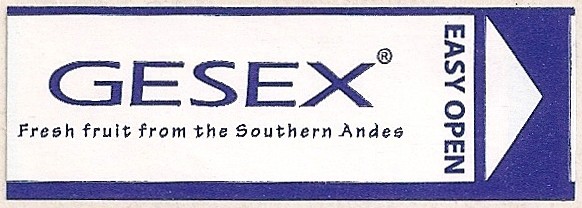 GESEX®
Fresh fruit from the Southern Andes
EASY OPEN